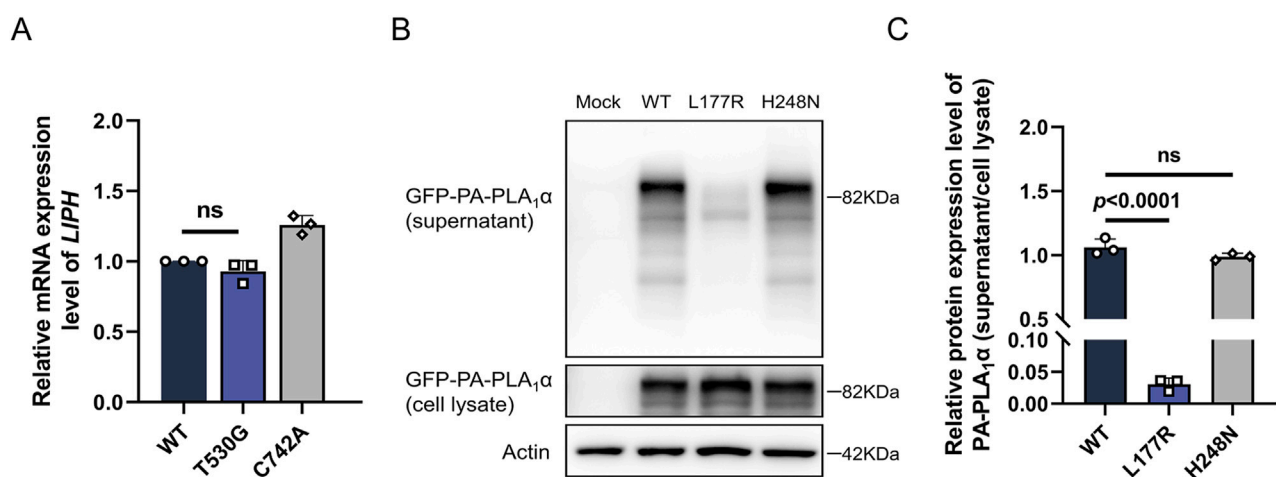 A
Relative mRNA expression
level of LIPH
2.0
1.5
1.0
0.5
0.0
ns
WT
T530G
C742A
B
Mock WT L177R H248N
GFP-PA-PLA₁α
(supernatant)
—82KDa
GFP-PA-PLA₁α
(cell lysate)
—82KDa
Actin
—42KDa
C
Relative protein expression level of
PA-PLA₁α (supernatant/cell lysate)
2.0
1.5
1.0
0.5
0.10
0.05
0.00
ns
p<0.0001
WT
L177R
H248N